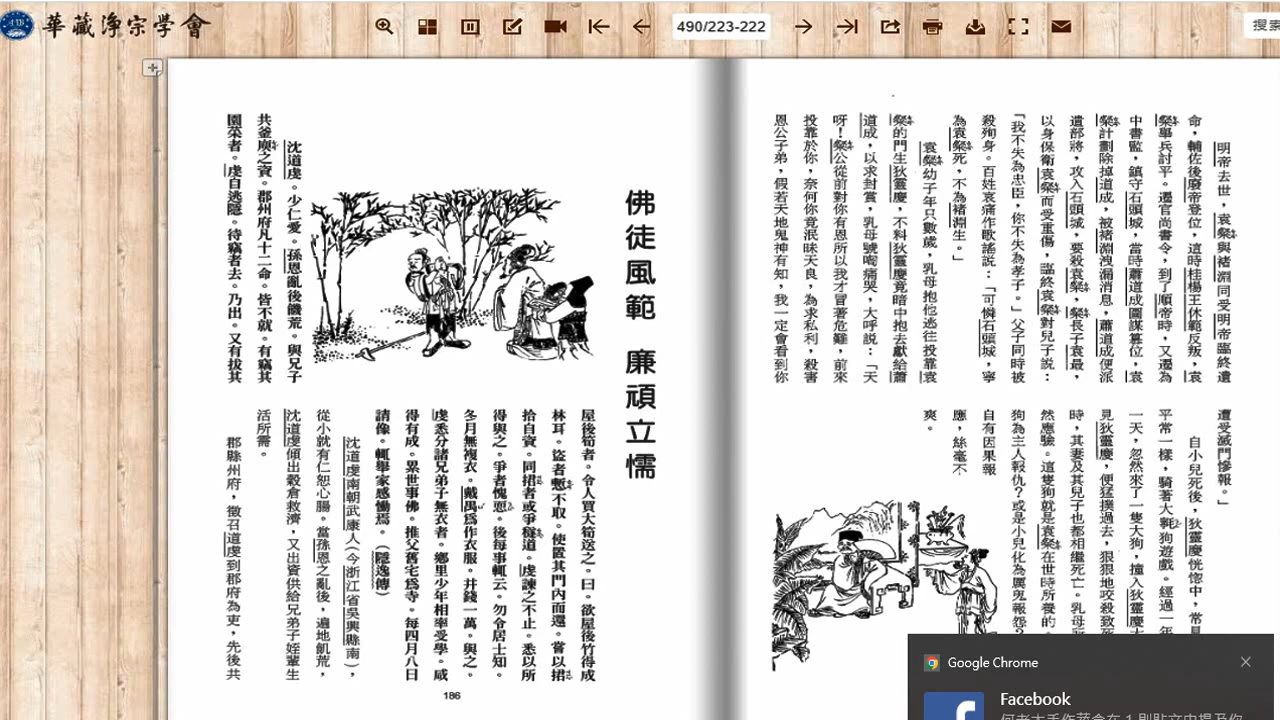 華藏淨宗學會
490/223-222
搜索
明帝去世，袁粲與褚淵同受明帝臨終遺
命，輔佐後廢帝登位，這時桂楊王休範反叛，袁
粲舉兵討平。遷官尚書令，到了順帝時，又遷為
中書監，鎮守石頭城，當時蕭道成圖謀篡位，袁
粲計劃除掉道成，被褚淵洩漏消息，蕭道成便派
遣部將，攻入石頭城，要殺袁粲，粲長子袁最，
以身保衛袁粲而受重傷，臨終袁粲對兒子說：
「我不失為忠臣，你不失為孝子。」父子同時被
殺殉身。百姓哀痛作歌謠說：「可憐石頭城，寧
為袁粲死，不為褚淵生。」
袁粲幼子年只數歲，乳母抱他逃往投靠袁
粲的門生狄靈慶，不料狄靈慶竟暗中抱去獻給蕭
道成，以求封賞，乳母號啕痛哭，大呼說：「天
呀！粲公從前對你有恩所以我才冒著危難，前來
投靠於你，奈何你竟泯昧天良，為求私利，殺害
恩公子弟，假若天地鬼神有知，我一定會看到你
遭受滅門慘報。」
自小兒死後，狄靈慶恍惚中，常見
平常一樣，騎著大狗遊戲。經過一年
一天，忽然來了一隻大狗，撞入狄靈慶
見狄靈慶，便猛撲過去，狠狠地咬殺致死
時，其妻及其兒子也都相繼死亡。乳母
然應驗。這隻狗就是袁粲在世時所養的。
狗為主人報仇？或是小兒化為厲鬼報怨？
自有因果報
應，絲毫不
爽。
佛徒風範　廉頑立懦
沈道虔。少仁愛。孫恩亂後饑荒。與兄子
共釜庾之資。郡州府凡十二命。皆不就。有竊其
園菜者。虔自逃隱。待竊者去。乃出。又有拔其
屋後筍者。令人買大筍送之。曰。欲屋後竹得成
林耳。盜者慙不取。使置其門內而還。嘗以捃
拾自資。同捃者或爭穟道。虔諫之不止。悉以所
得與之。爭者愧恧。後每事輒云。勿令居士知。
冬月無複衣。戴顒為作衣服。并錢一萬。與之。
虔悉分諸兄弟子無衣者。鄉里少年相率受學。咸
得有成。累世事佛。推父舊宅為寺。每四月八日
請像。輒舉家感慟焉。（隱逸傳）
沈道虔南朝武康人（今浙江省吳興縣南），
從小就有仁恕心腸。當孫恩之亂後，遍地飢荒，
沈道虔傾出穀倉救濟，又出資供給兄弟子姪輩生
活所需。
郡縣州府，徵召道虔到郡府為吏，先後共
186
Google Chrome
Facebook